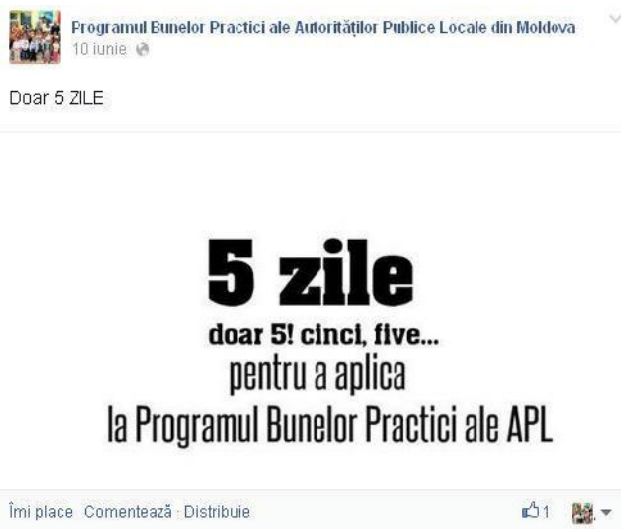 Programul Bunelor Practici ale Autorităților Publice Locale din Moldova
10 iunie
Doar 5 ZILE
5 zile
doar 5! cinci, five...
pentru a aplica
la Programul Bunelor Practici ale APL
Îmi place Comentează · Distribuie 1